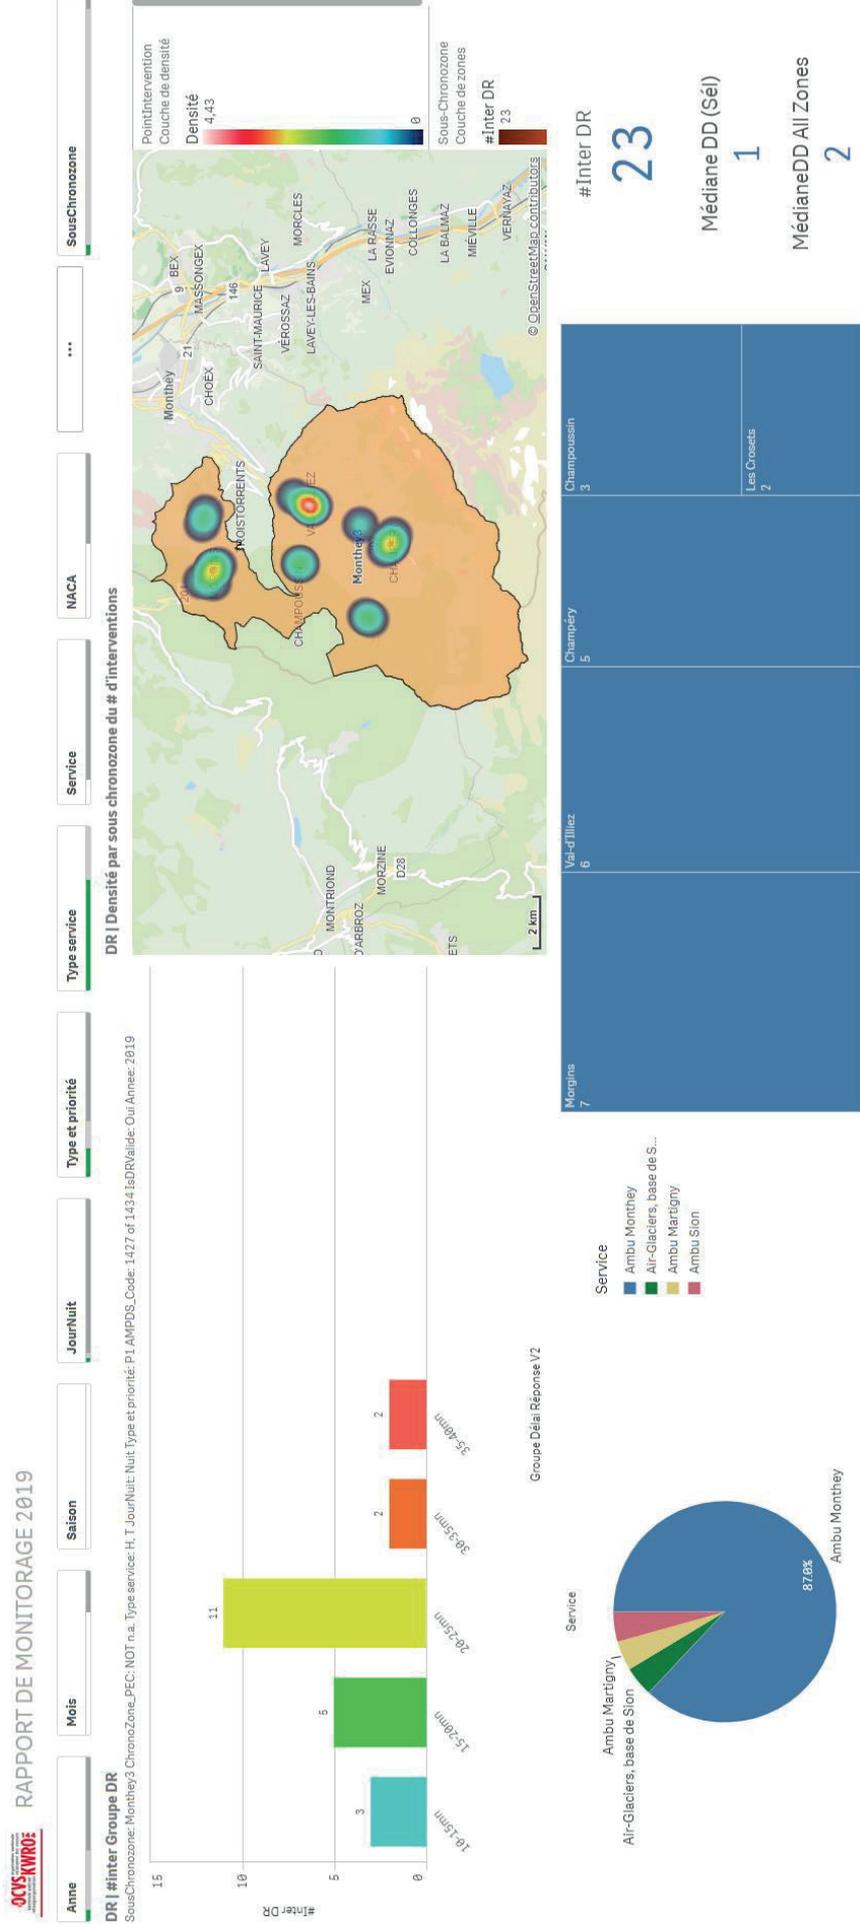 OCVS
KWRO
RAPPORT DE MONITORAGE 2019
Anne
Mois
Saison
JourNuit
Type et priorité
Type service
Service
NACA
...
SousChronozone
DR | #inter Groupe DR
SousChronozone: Monthey3 ChronoZone_PEC: NOT n.a. Type service: H, T JourNuit: Nuit Type et priorité: P1 AMPDS_Code: 1427 of 1434 IsDRValide: Oui Annee: 2019
#Inter DR
15
10
5
0
3
5
11
2
2
10-15mn
15-20mn
20-25mn
30-35mn
35-40mn
Groupe Délai Réponse V2
DR | Densité par sous chronozone du # d'interventions
MONTRIOND
D'ARBROZ
MORZINE
D28
ETS
2 km
TROISTORRENTS
CHAMPOUSSIN
Monthey3
Monthey
CHOEX
21
9
BEX
MASSONGEX
146
LAVEY
SAINT-MAURICE
VÉROSSAZ
LAVEY-LES-BAINS
MORCLES
MEX
LA RASSE
EVIONNAZ
COLLONGES
LA BALMAZ
MIÉVILLE
VERNAYAZ
© OpenStreetMap contributors
PointIntervention
Couche de densité
Densité
4,43
0
Sous-Chronozone
Couche de zones
#Inter DR
23
Service
Ambu Martigny
Air-Glaciers, base de Sion
87.0%
Ambu Monthey
Service
Ambu Monthey
Air-Glaciers, base de S...
Ambu Martigny
Ambu Sion
Morgins
7
Val-d'Illiez
6
Champéry
5
Champoussin
3
Les Crosets
2
#Inter DR
23
Médiane DD (Sél)
1
MédianeDD All Zones
2